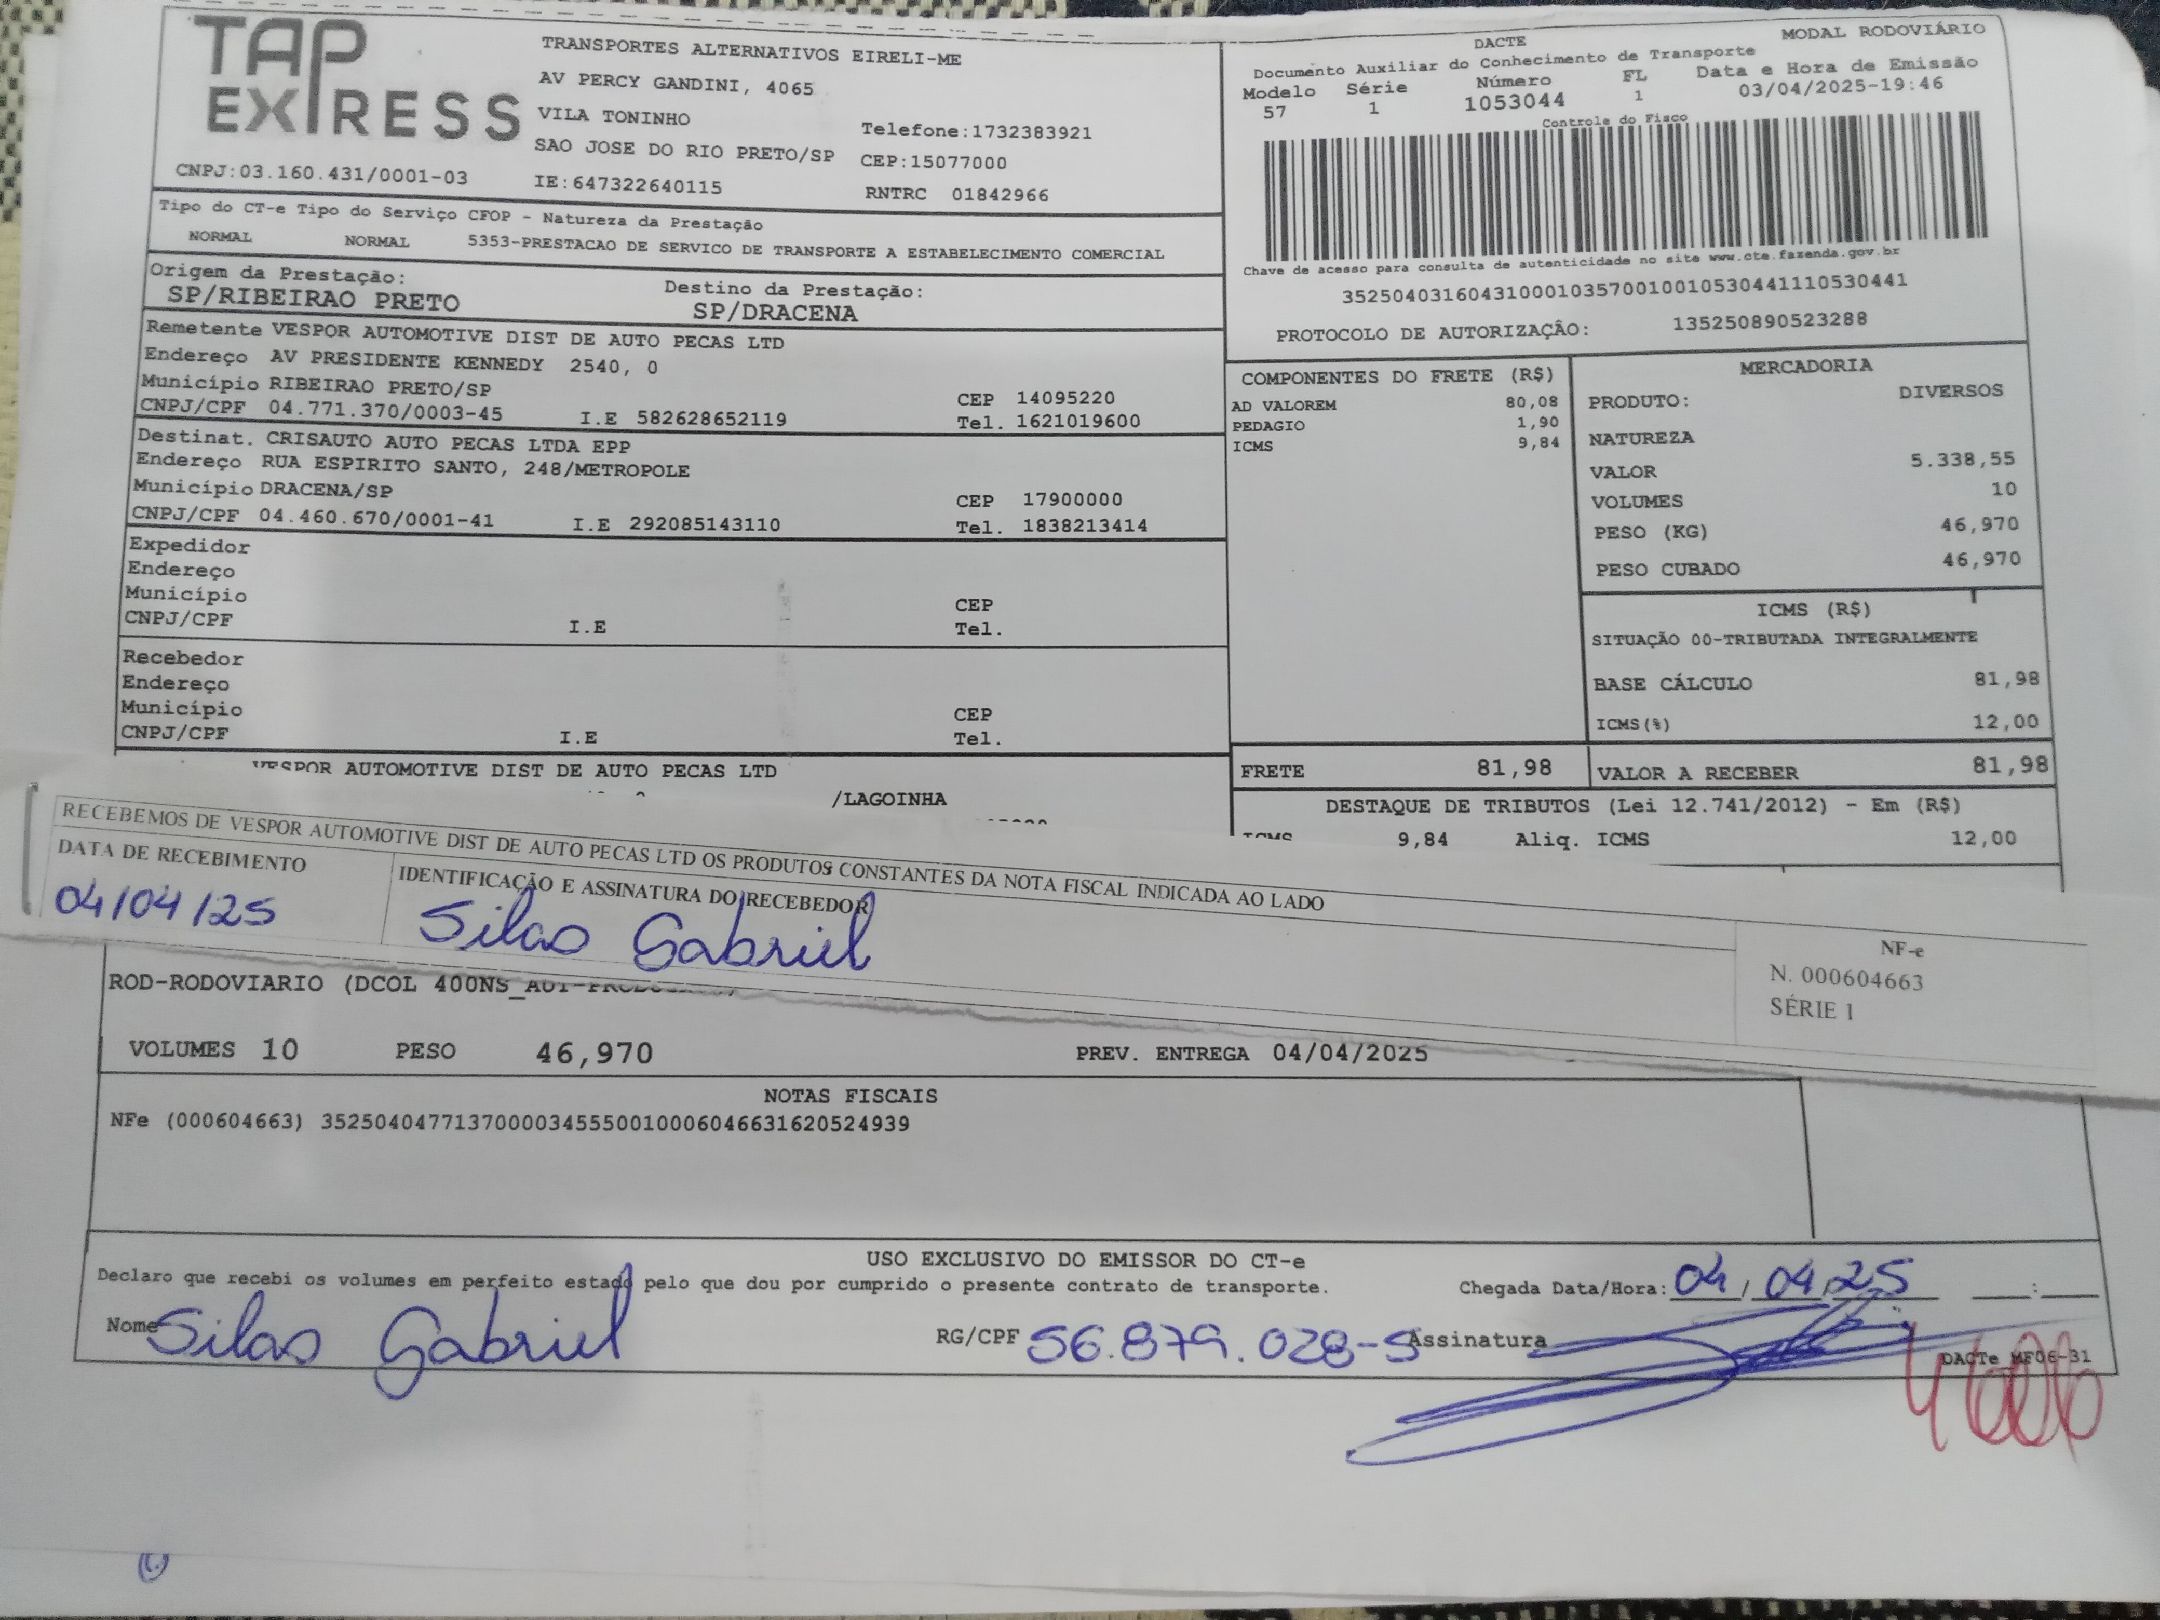 TAP EXPRESS
TRANSPORTES ALTERNATIVOS EIRELI-ME
AV PERCY GANDINI, 4065
VILA TONINHO
Telefone:1732383921
SAO JOSE DO RIO PRETO/SP CEP:15077000
CNPJ:03.160.431/0001-03 IE:647322640115 RNTRC 01842966
DACTE MODAL RODOVIÁRIO
Documento Auxiliar do Conhecimento de Transporte
Modelo Série Número FL Data e Hora de Emissão
57 1 1053044 1 03/04/2025-19:46
Controle do Fisco
Chave de acesso para consulta de autenticidade no site www.cte.fazenda.gov.br
35250403160431000103570010010530441110530441
PROTOCOLO DE AUTORIZAÇÃO: 135250890523288
Tipo do CT-e Tipo do Serviço CFOP - Natureza da Prestação
NORMAL NORMAL 5353-PRESTACAO DE SERVICO DE TRANSPORTE A ESTABELECIMENTO COMERCIAL
Origem da Prestação: Destino da Prestação:
SP/RIBEIRAO PRETO SP/DRACENA
Remetente VESPOR AUTOMOTIVE DIST DE AUTO PECAS LTD
Endereço AV PRESIDENTE KENNEDY 2540, 0
Município RIBEIRAO PRETO/SP CEP 14095220
CNPJ/CPF 04.771.370/0003-45 I.E 582628652119 Tel. 1621019600
Destinat. CRISAUTO AUTO PECAS LTDA EPP
Endereço RUA ESPIRITO SANTO, 248/METROPOLE
Município DRACENA/SP CEP 17900000
CNPJ/CPF 04.460.670/0001-41 I.E 292085143110 Tel. 1838213414
Expedidor
Endereço
Município CEP
CNPJ/CPF I.E Tel.
Recebedor
Endereço
Município CEP
CNPJ/CPF I.E Tel.
VESPOR AUTOMOTIVE DIST DE AUTO PECAS LTD
/LAGOINHA
COMPONENTES DO FRETE (R$)
AD VALOREM 80,08
PEDAGIO 1,90
ICMS 9,84
MERCADORIA
PRODUTO: DIVERSOS
NATUREZA
VALOR 5.338,55
VOLUMES 10
PESO (KG) 46,970
PESO CUBADO 46,970
ICMS (R$)
SITUAÇÃO 00-TRIBUTADA INTEGRALMENTE
BASE CÁLCULO 81,98
ICMS(%) 12,00
FRETE 81,98 VALOR A RECEBER 81,98
DESTAQUE DE TRIBUTOS (Lei 12.741/2012) - Em (R$)
ICMS 9,84 Aliq. ICMS 12,00
RECEBEMOS DE VESPOR AUTOMOTIVE DIST DE AUTO PECAS LTD OS PRODUTOS CONSTANTES DA NOTA FISCAL INDICADA AO LADO
DATA DE RECEBIMENTO IDENTIFICAÇÃO E ASSINATURA DO RECEBEDOR
04/04/25 Silas Gabriel
NF-e
N. 000604663
SÉRIE 1
ROD-RODOVIARIO (DCOL 400NS
VOLUMES 10 PESO 46,970 PREV. ENTREGA 04/04/2025
NOTAS FISCAIS
NFe (000604663) 35250404771370000345550010006046631620524939
USO EXCLUSIVO DO EMISSOR DO CT-e
Declaro que recebi os volumes em perfeito estado pelo que dou por cumprido o presente contrato de transporte. Chegada Data/Hora: 04/04/25
Nome Silas Gabriel RG/CPF 56.879.028-5 Assinatura
DACTe MF06-31